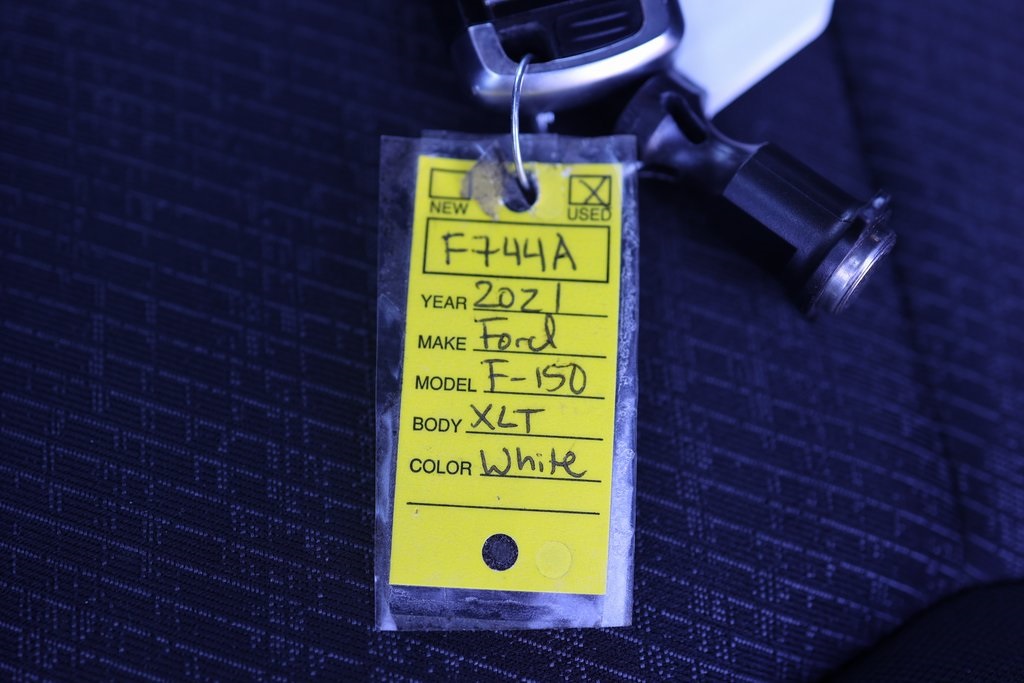 NEW X USED
F744A
YEAR 2021
MAKE Ford
MODEL F-150
BODY XLT
COLOR White